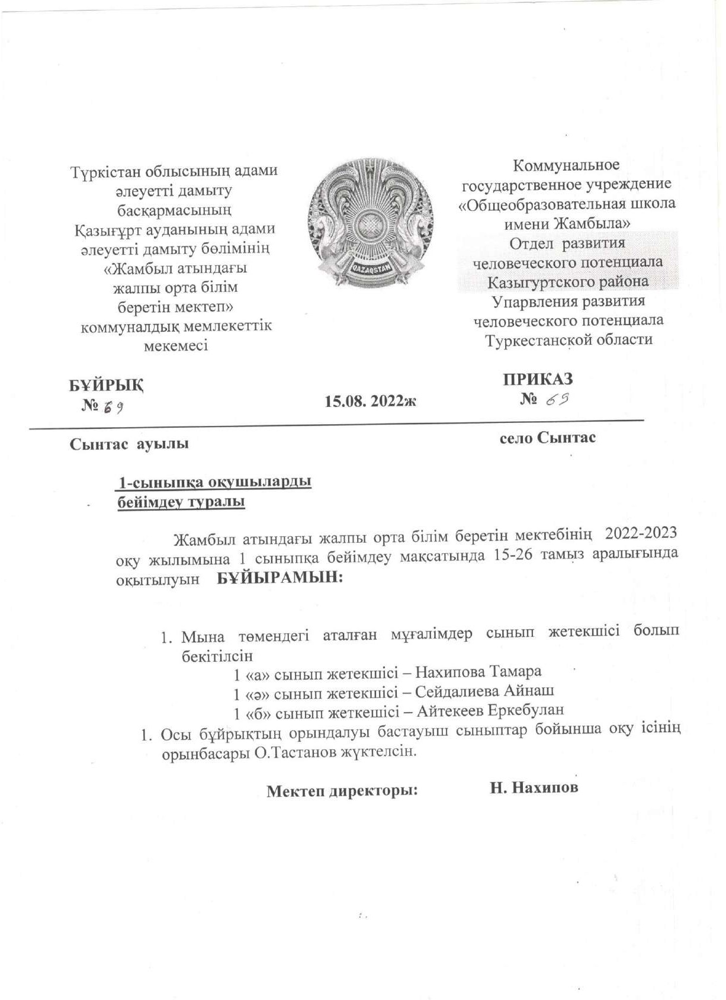 Түркістан облысының адами
әлеуетті дамыту
басқармасының
Қазығұрт ауданының адами
әлеуетті дамыту бөлімінің
«Жамбыл атындағы
жалпы орта білім
беретін мектеп»
коммуналдық мемлекеттік
мекемесі
QAZAQSTAN
Коммунальное
государственное учреждение
«Общеобразовательная школа
имени Жамбыла»
Отдел развития
человеческого потенциала
Казыгуртского района
Упарвления развития
человеческого потенциала
Туркестанской области
БҰЙРЫҚ
№ 69
15.08. 2022ж
ПРИКАЗ
№ 69
Сынтас ауылы
село Сынтас
1-сыныпқа оқушыларды
бейімдеу туралы
Жамбыл атындағы жалпы орта білім беретін мектебінің 2022-2023
оқу жылымына 1 сыныпқа бейімдеу мақсатында 15-26 тамыз аралығында
оқытылуын БҰЙЫРАМЫН:
1. Мына төмендегі аталған мұғалімдер сынып жетекшісі болып
бекітілсін
1 «а» сынып жетекшісі – Нахипова Тамара
1 «ә» сынып жетекшісі – Сейдалиева Айнаш
1 «б» сынып жеткешісі – Айтекеев Еркебулан
1. Осы бұйрықтың орындалуы бастауыш сыныптар бойынша оқу ісінің
орынбасары О.Тастанов жүктелсін.
Мектеп директоры: Н. Нахипов